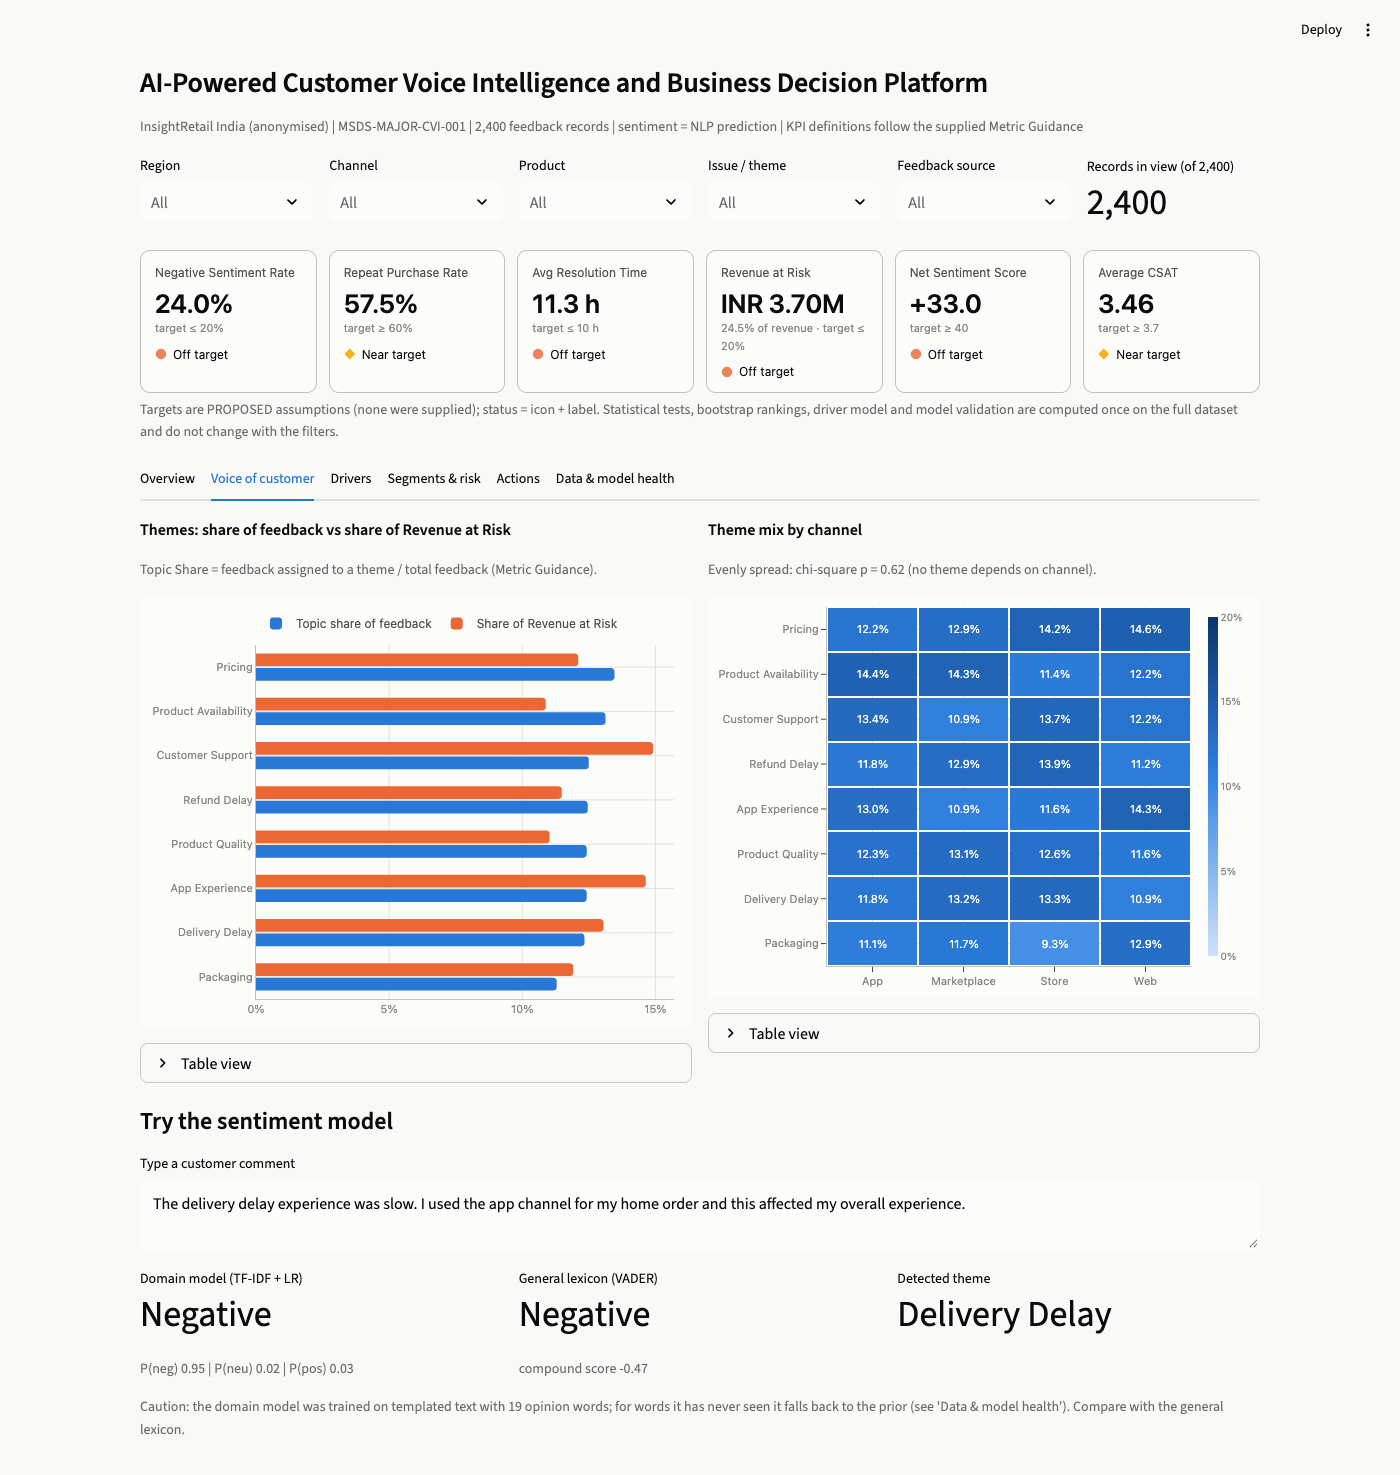 Deploy
AI-Powered Customer Voice Intelligence and Business Decision Platform
InsightRetail India (anonymised) | MSDS-MAJOR-CVI-001 | 2,400 feedback records | sentiment = NLP prediction | KPI definitions follow the supplied Metric Guidance
Region
All
Channel
All
Product
All
Issue / theme
All
Feedback source
All
Records in view (of 2,400)
2,400
Negative Sentiment Rate
24.0%
target ≤ 20%
Off target
Repeat Purchase Rate
57.5%
target ≥ 60%
Near target
Avg Resolution Time
11.3 h
target ≤ 10 h
Off target
Revenue at Risk
INR 3.70M
24.5% of revenue · target ≤
20%
Off target
Net Sentiment Score
+33.0
target ≥ 40
Off target
Average CSAT
3.46
target ≥ 3.7
Near target
Targets are PROPOSED assumptions (none were supplied); status = icon + label. Statistical tests, bootstrap rankings, driver model and model validation are computed once on the full dataset
and do not change with the filters.
Overview Voice of customer Drivers Segments & risk Actions Data & model health
Themes: share of feedback vs share of Revenue at Risk
Topic Share = feedback assigned to a theme / total feedback (Metric Guidance).
Topic share of feedback Share of Revenue at Risk
Pricing
Product Availability
Customer Support
Refund Delay
Product Quality
App Experience
Delivery Delay
Packaging
0% 5% 10% 15%
Table view
Theme mix by channel
Evenly spread: chi-square p = 0.62 (no theme depends on channel).
Pricing 12.2% 12.9% 14.2% 14.6%
Product Availability 14.4% 14.3% 11.4% 12.2%
Customer Support 13.4% 10.9% 13.7% 12.2%
Refund Delay 11.8% 12.9% 13.9% 11.2%
App Experience 13.0% 10.9% 11.6% 14.3%
Product Quality 12.3% 13.1% 12.6% 11.6%
Delivery Delay 11.8% 13.2% 13.3% 10.9%
Packaging 11.1% 11.7% 9.3% 12.9%
App Marketplace Store Web
20%
15%
10%
5%
0%
Table view
Try the sentiment model
Type a customer comment
The delivery delay experience was slow. I used the app channel for my home order and this affected my overall experience.
Domain model (TF-IDF + LR)
Negative
P(neg) 0.95 | P(neu) 0.02 | P(pos) 0.03
General lexicon (VADER)
Negative
compound score -0.47
Detected theme
Delivery Delay
Caution: the domain model was trained on templated text with 19 opinion words; for words it has never seen it falls back to the prior (see 'Data & model health'). Compare with the general
lexicon.